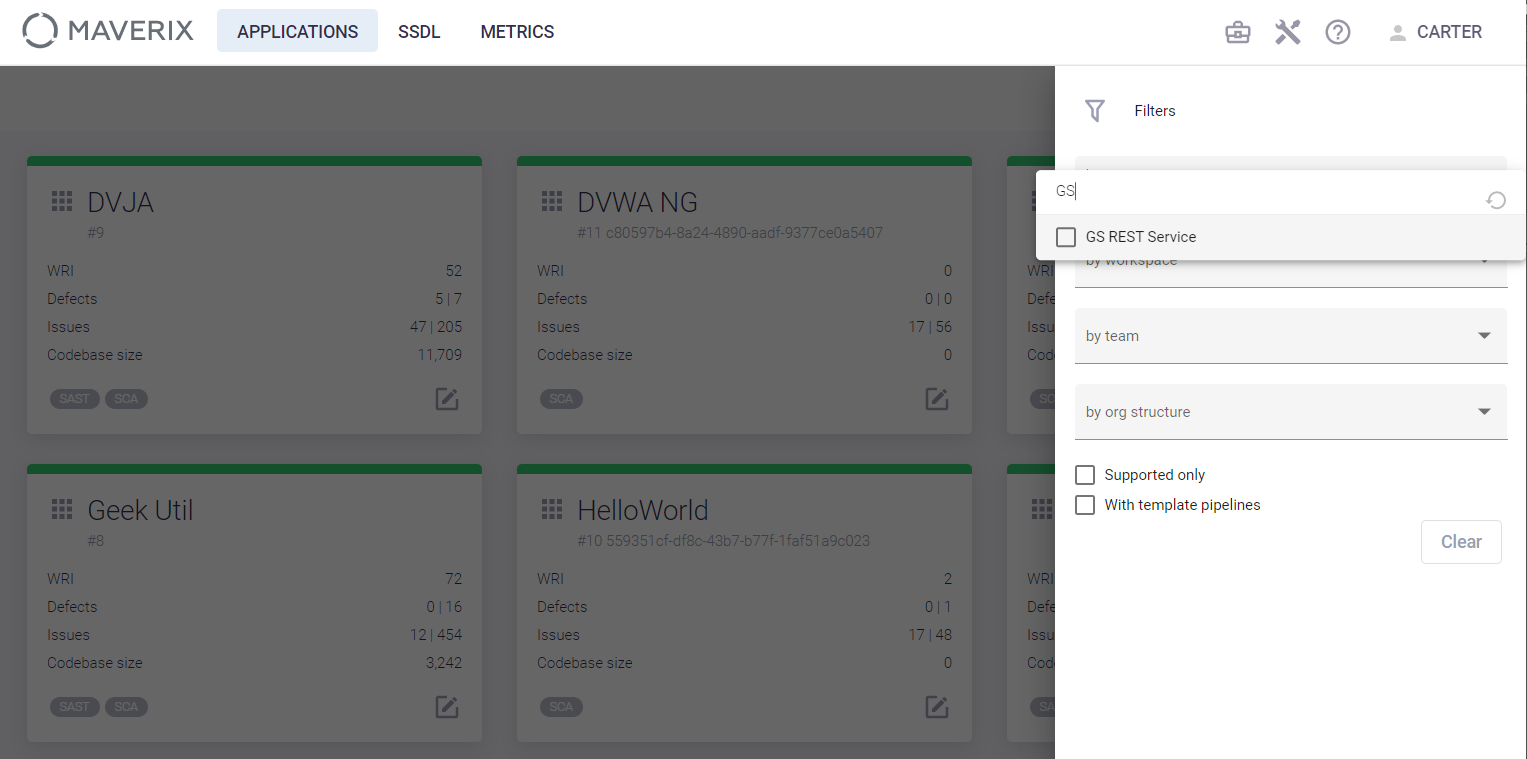 MAVERIX APPLICATIONS SSDL METRICS CARTER
Filters
GS
GS REST Service
by workspace
by team
by org structure
Supported only
With template pipelines
Clear
DVJA
#9
WRI 52
Defects 5 | 7
Issues 47 | 205
Codebase size 11,709
SAST SCA
DVWA NG
#11 c80597b4-8a24-4890-aadf-9377ce0a5407
WRI 0
Defects 0 | 0
Issues 17 | 56
Codebase size 0
SCA
Geek Util
#8
WRI 72
Defects 0 | 16
Issues 12 | 454
Codebase size 3,242
SAST SCA
HelloWorld
#10 559351cf-df8c-43b7-b77f-1faf51a9c023
WRI 2
Defects 0 | 1
Issues 17 | 48
Codebase size 0
SCA
WRI
WRI